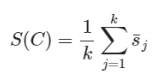 S(C) = \frac{1}{k} \sum_{j=1}^{k} \bar{s}_j